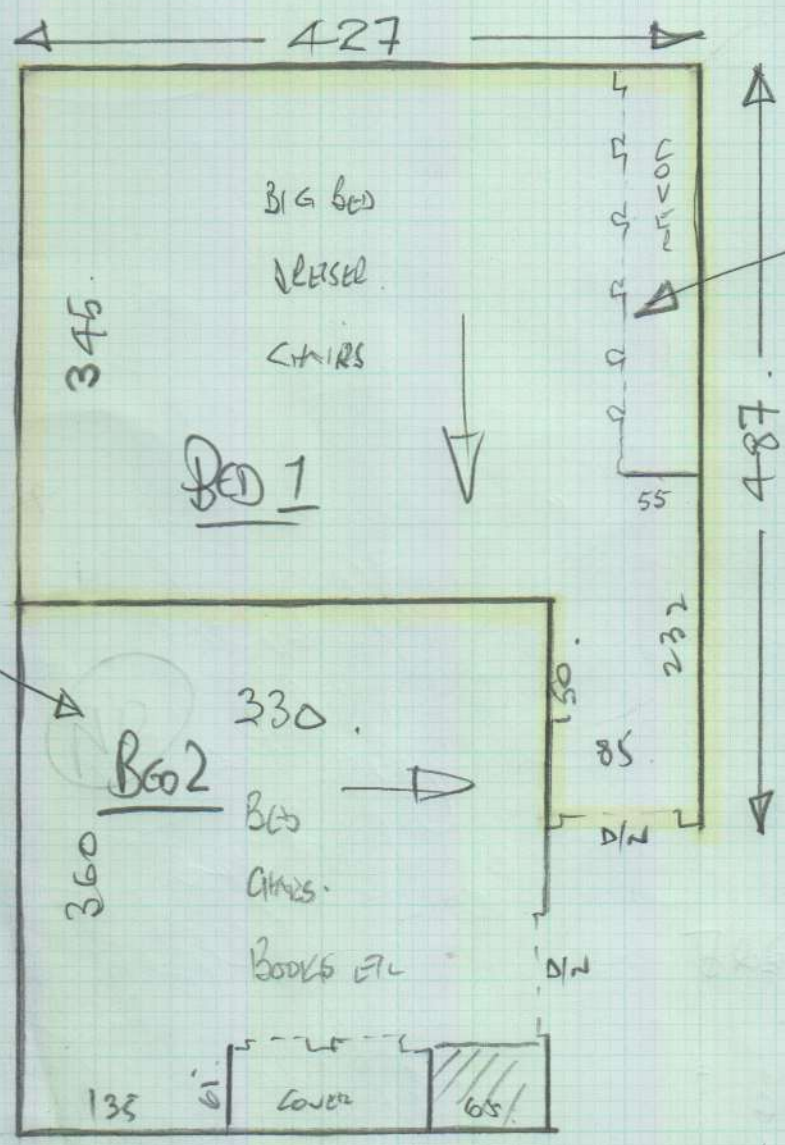 427
BIG BED
DRESSER
CHAIRS
345.
BED 1
55
487.
232
150.
85
D/N
330.
BED 2
BED
CHAIRS.
BOOKS ETC
360
D/N
135
61
COVER